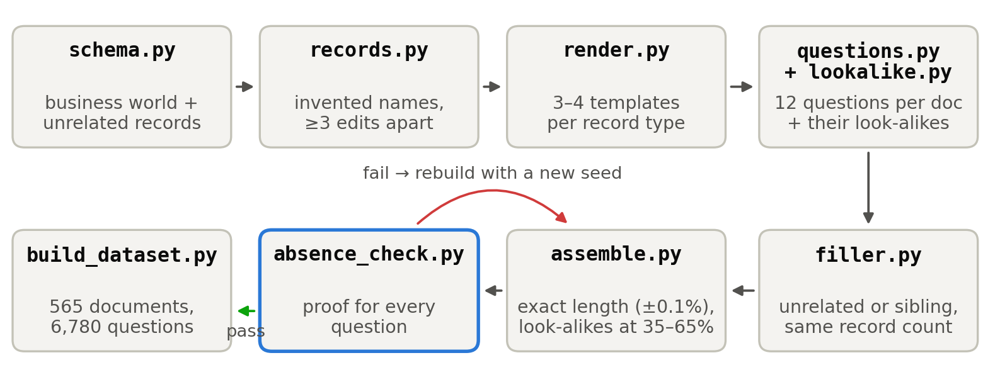 schema.py
business world +
unrelated records
records.py
invented names,
≥3 edits apart
render.py
3–4 templates
per record type
questions.py
+ lookalike.py
12 questions per doc
+ their look-alikes
fail → rebuild with a new seed
build_dataset.py
565 documents,
6,780 questions
pass
absence_check.py
proof for every
question
assemble.py
exact length (±0.1%),
look-alikes at 35–65%
filler.py
unrelated or sibling,
same record count